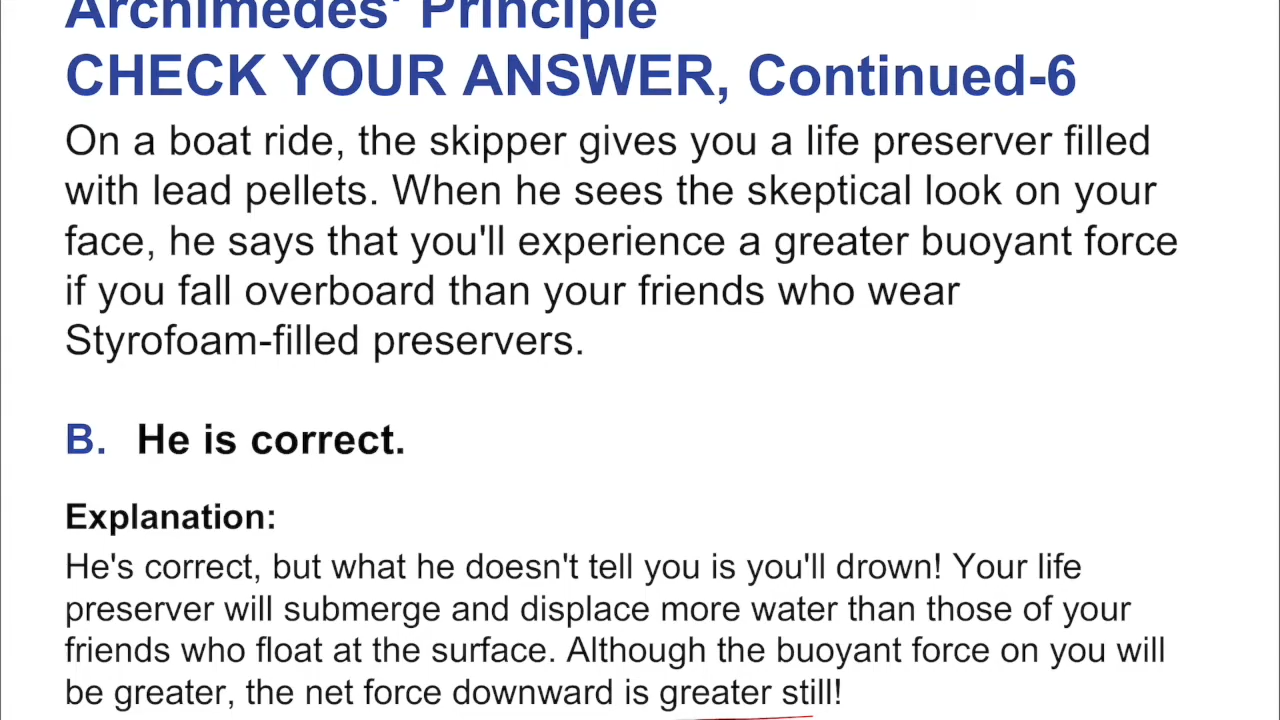 Archimedes' Principle
CHECK YOUR ANSWER, Continued-6
On a boat ride, the skipper gives you a life preserver filled
with lead pellets. When he sees the skeptical look on your
face, he says that you'll experience a greater buoyant force
if you fall overboard than your friends who wear
Styrofoam-filled preservers.
B. He is correct.
Explanation:
He's correct, but what he doesn't tell you is you'll drown! Your life
preserver will submerge and displace more water than those of your
friends who float at the surface. Although the buoyant force on you will
be greater, the net force downward is greater still!